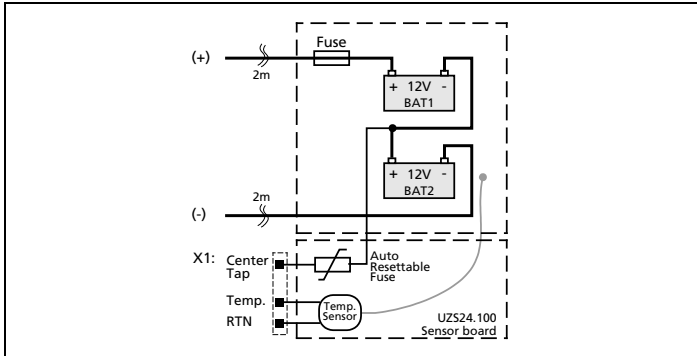 Fuse
(+)
2m
+ 12V -
BAT1
+ 12V -
BAT2
2m
(-)
X1:
Center
Tap
Auto
Resettable
Fuse
Temp.
Temp.
Sensor
RTN
UZS24.100
Sensor board